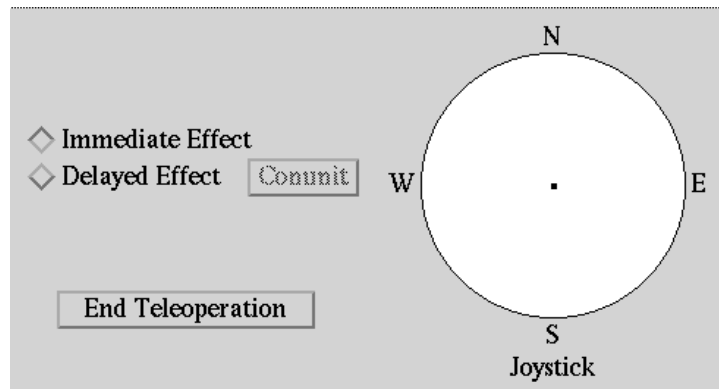 N
Immediate Effect
Delayed Effect
Conunit
W
E
End Teleoperation
S
Joystick